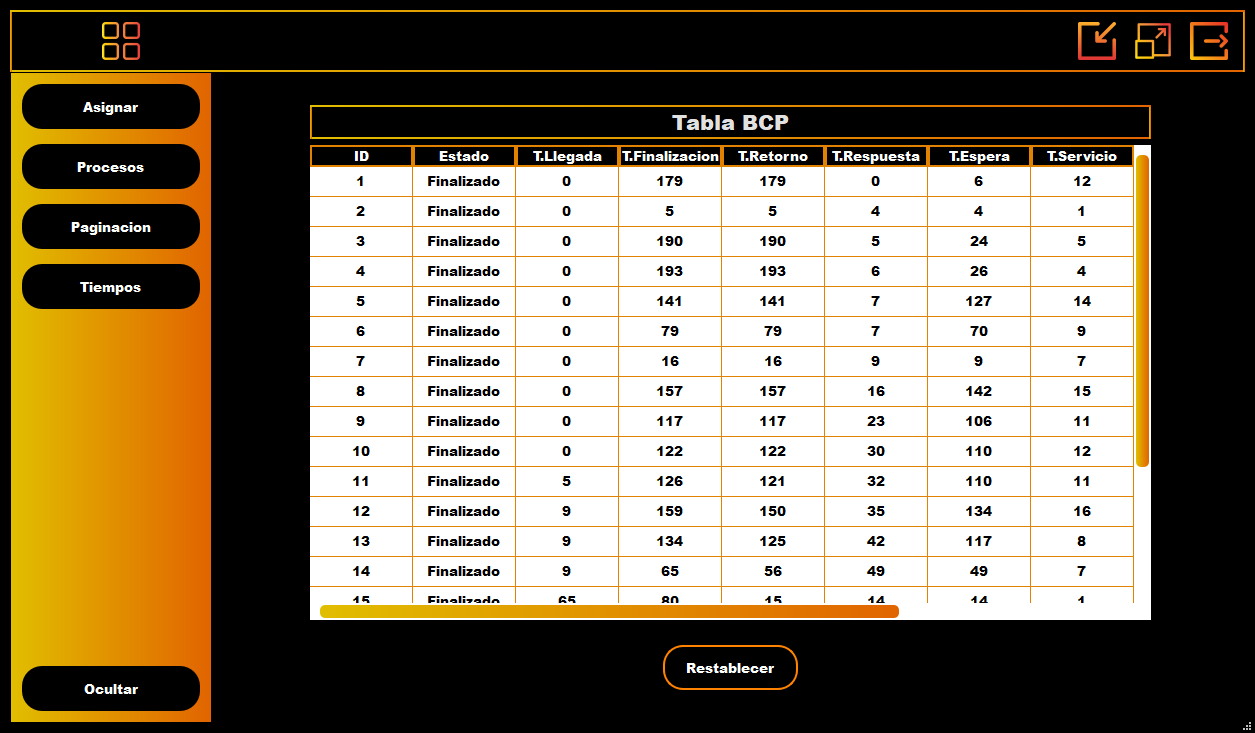 Asignar
Procesos
Paginacion
Tiempos
Ocultar
Tabla BCP
ID Estado T.Llegada T.Finalizacion T.Retorno T.Respuesta T.Espera T.Servicio
1 Finalizado 0 179 179 0 6 12
2 Finalizado 0 5 5 4 4 1
3 Finalizado 0 190 190 5 24 5
4 Finalizado 0 193 193 6 26 4
5 Finalizado 0 141 141 7 127 14
6 Finalizado 0 79 79 7 70 9
7 Finalizado 0 16 16 9 9 7
8 Finalizado 0 157 157 16 142 15
9 Finalizado 0 117 117 23 106 11
10 Finalizado 0 122 122 30 110 12
11 Finalizado 5 126 121 32 110 11
12 Finalizado 9 159 150 35 134 16
13 Finalizado 9 134 125 42 117 8
14 Finalizado 9 65 56 49 49 7
15 Finalizado 65 80 15 14 14 1
Restablecer